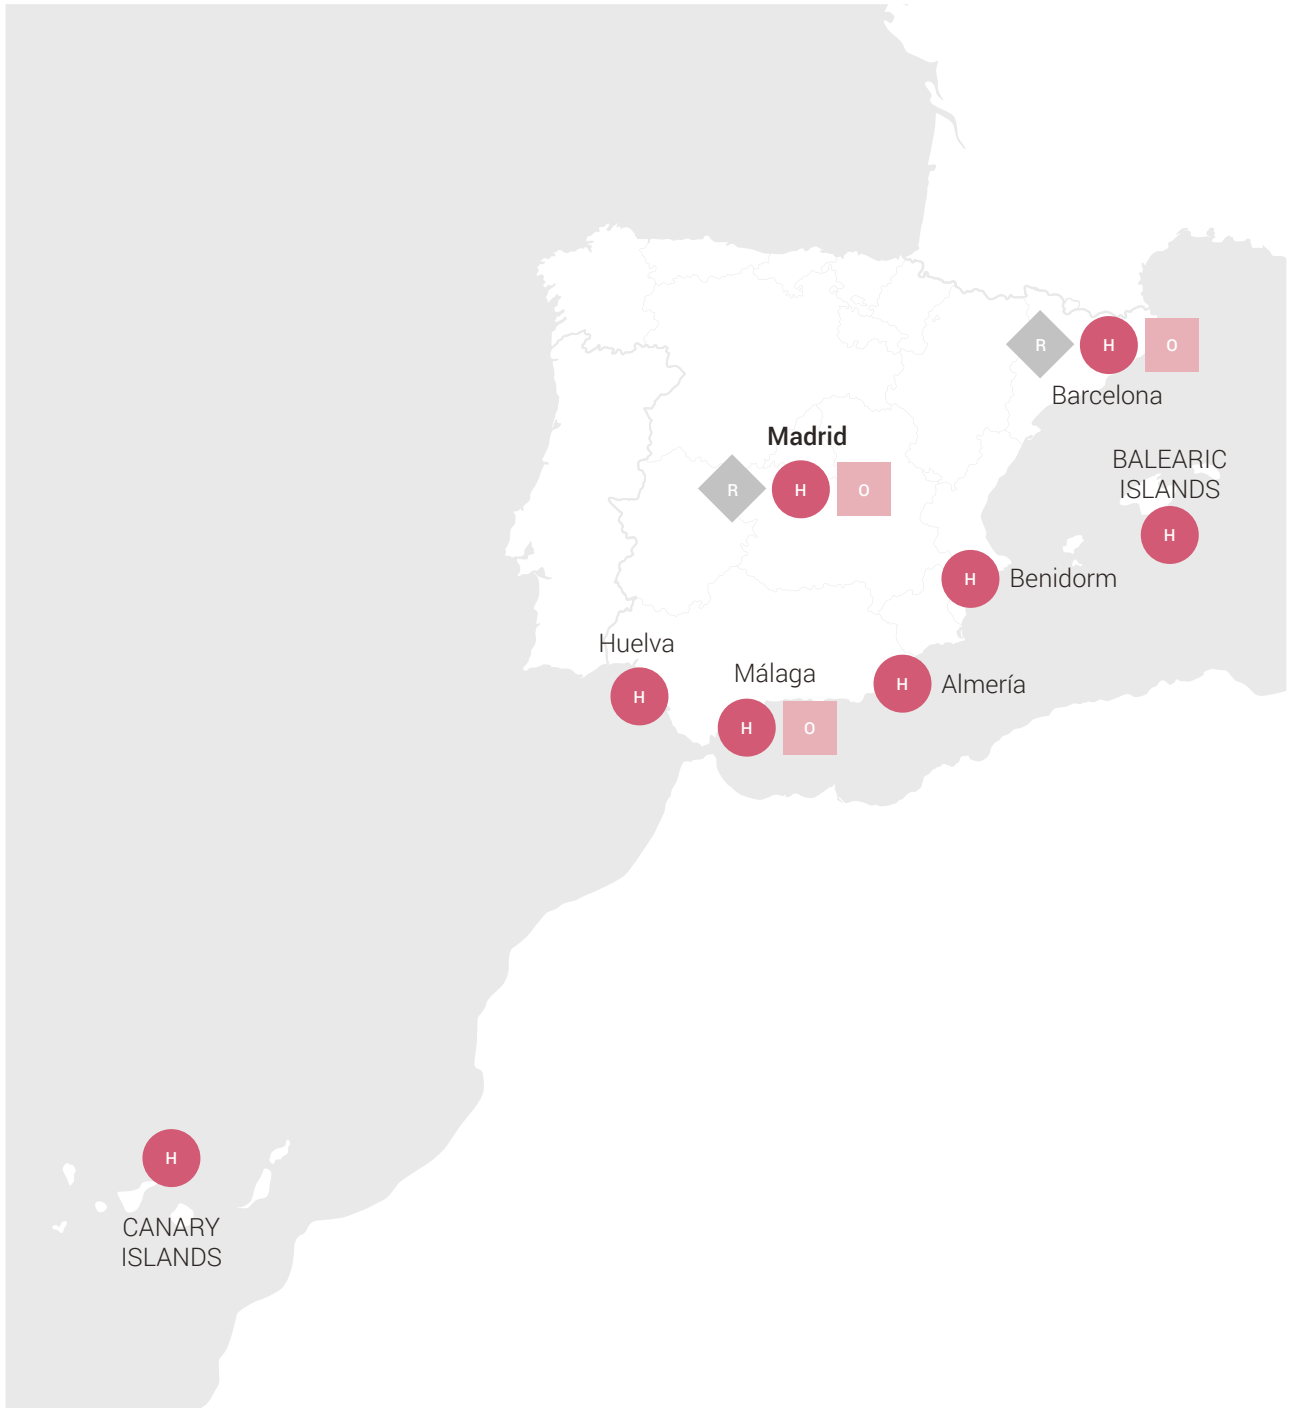 R H O
Barcelona
Madrid
BALEARIC
ISLANDS
R H O
H
H Benidorm
Huelva
Málaga
H Almería
H
H O
H
CANARY
ISLANDS